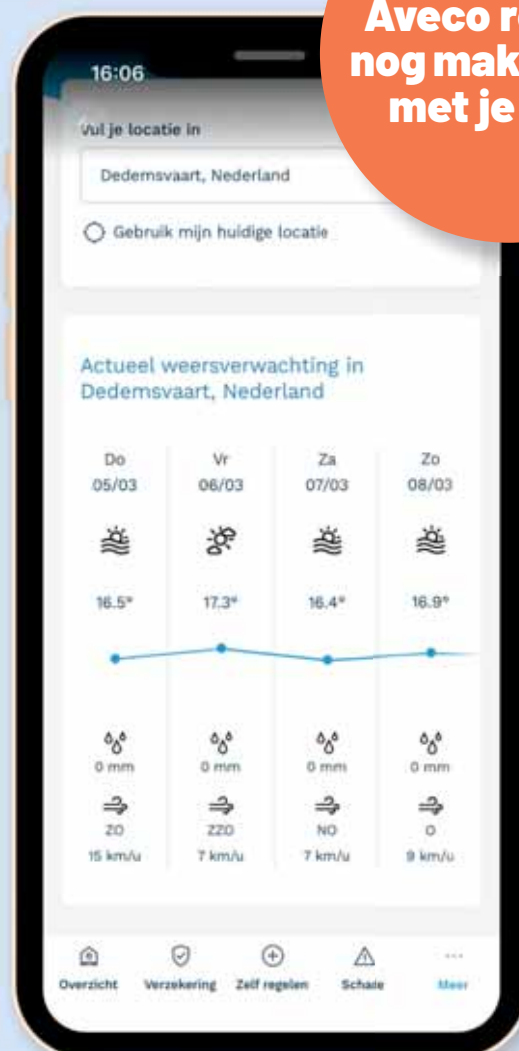 Aveco
nog
met je
16:06
Vul je locatie in
Dedemsvaart, Nederland
Gebruik mijn huidige locatie
Actueel weersverwachting in
Dedemsvaart, Nederland
Do Vr Za Zo
05/03 06/03 07/03 08/03
16.5° 17.3° 16.4° 16.9°
0 mm 0 mm 0 mm 0 mm
ZO ZZO NO O
15 km/u 7 km/u 7 km/u 9 km/u
Overzicht Verzekering Zelf regelen Schade Meer